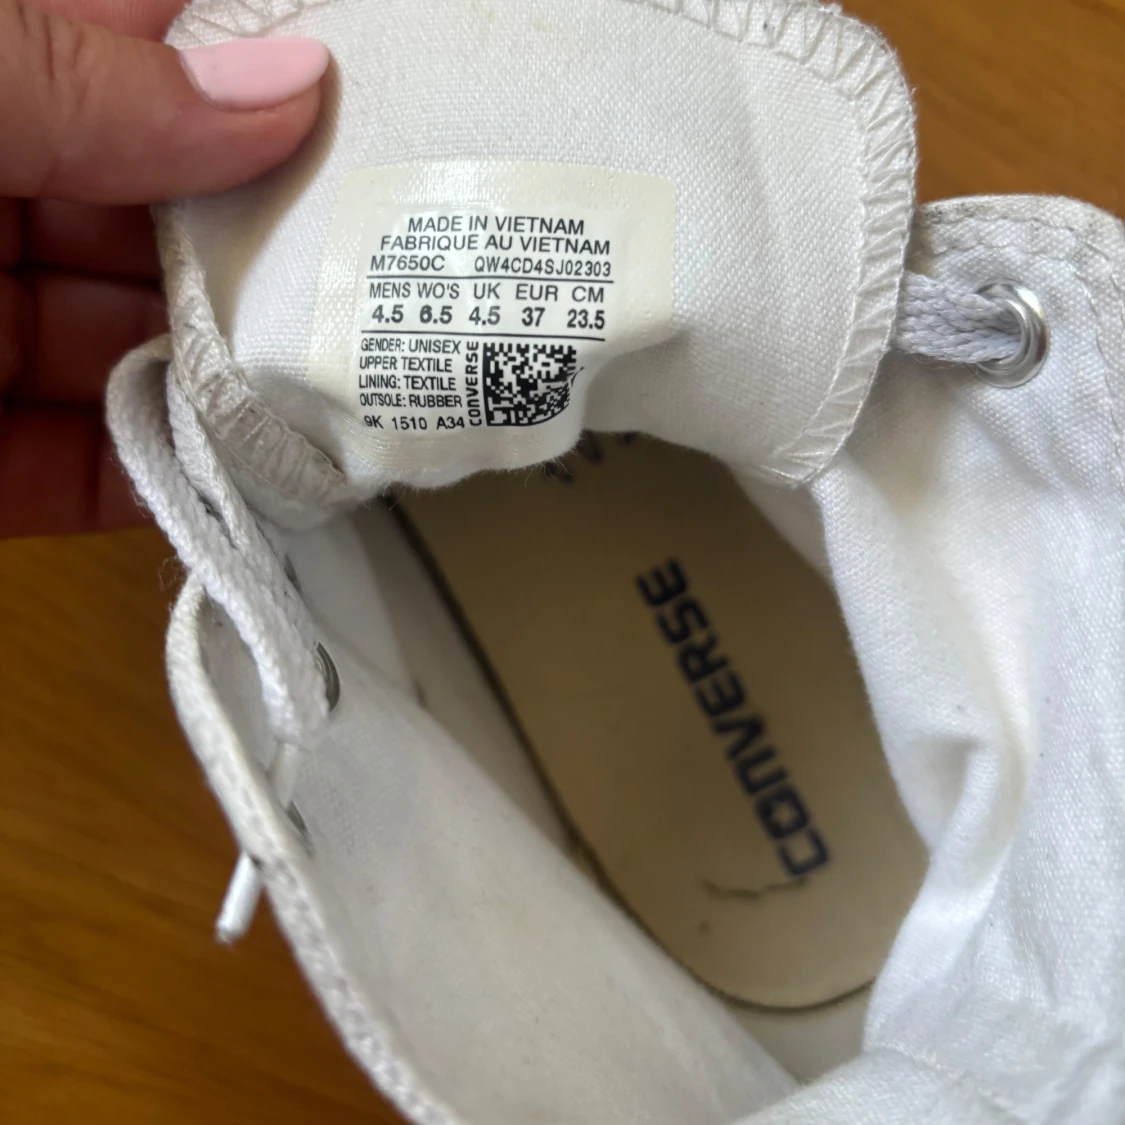 MADE IN VIETNAM
FABRIQUE AU VIETNAM
M7650C QW4CD4SJ02303
MENS WO'S UK EUR CM
4.5 6.5 4.5 37 23.5
GENDER: UNISEX
UPPER TEXTILE
LINING: TEXTILE
OUTSOLE: RUBBER
9K 1510 A34
CONVERSE
CONVERSE